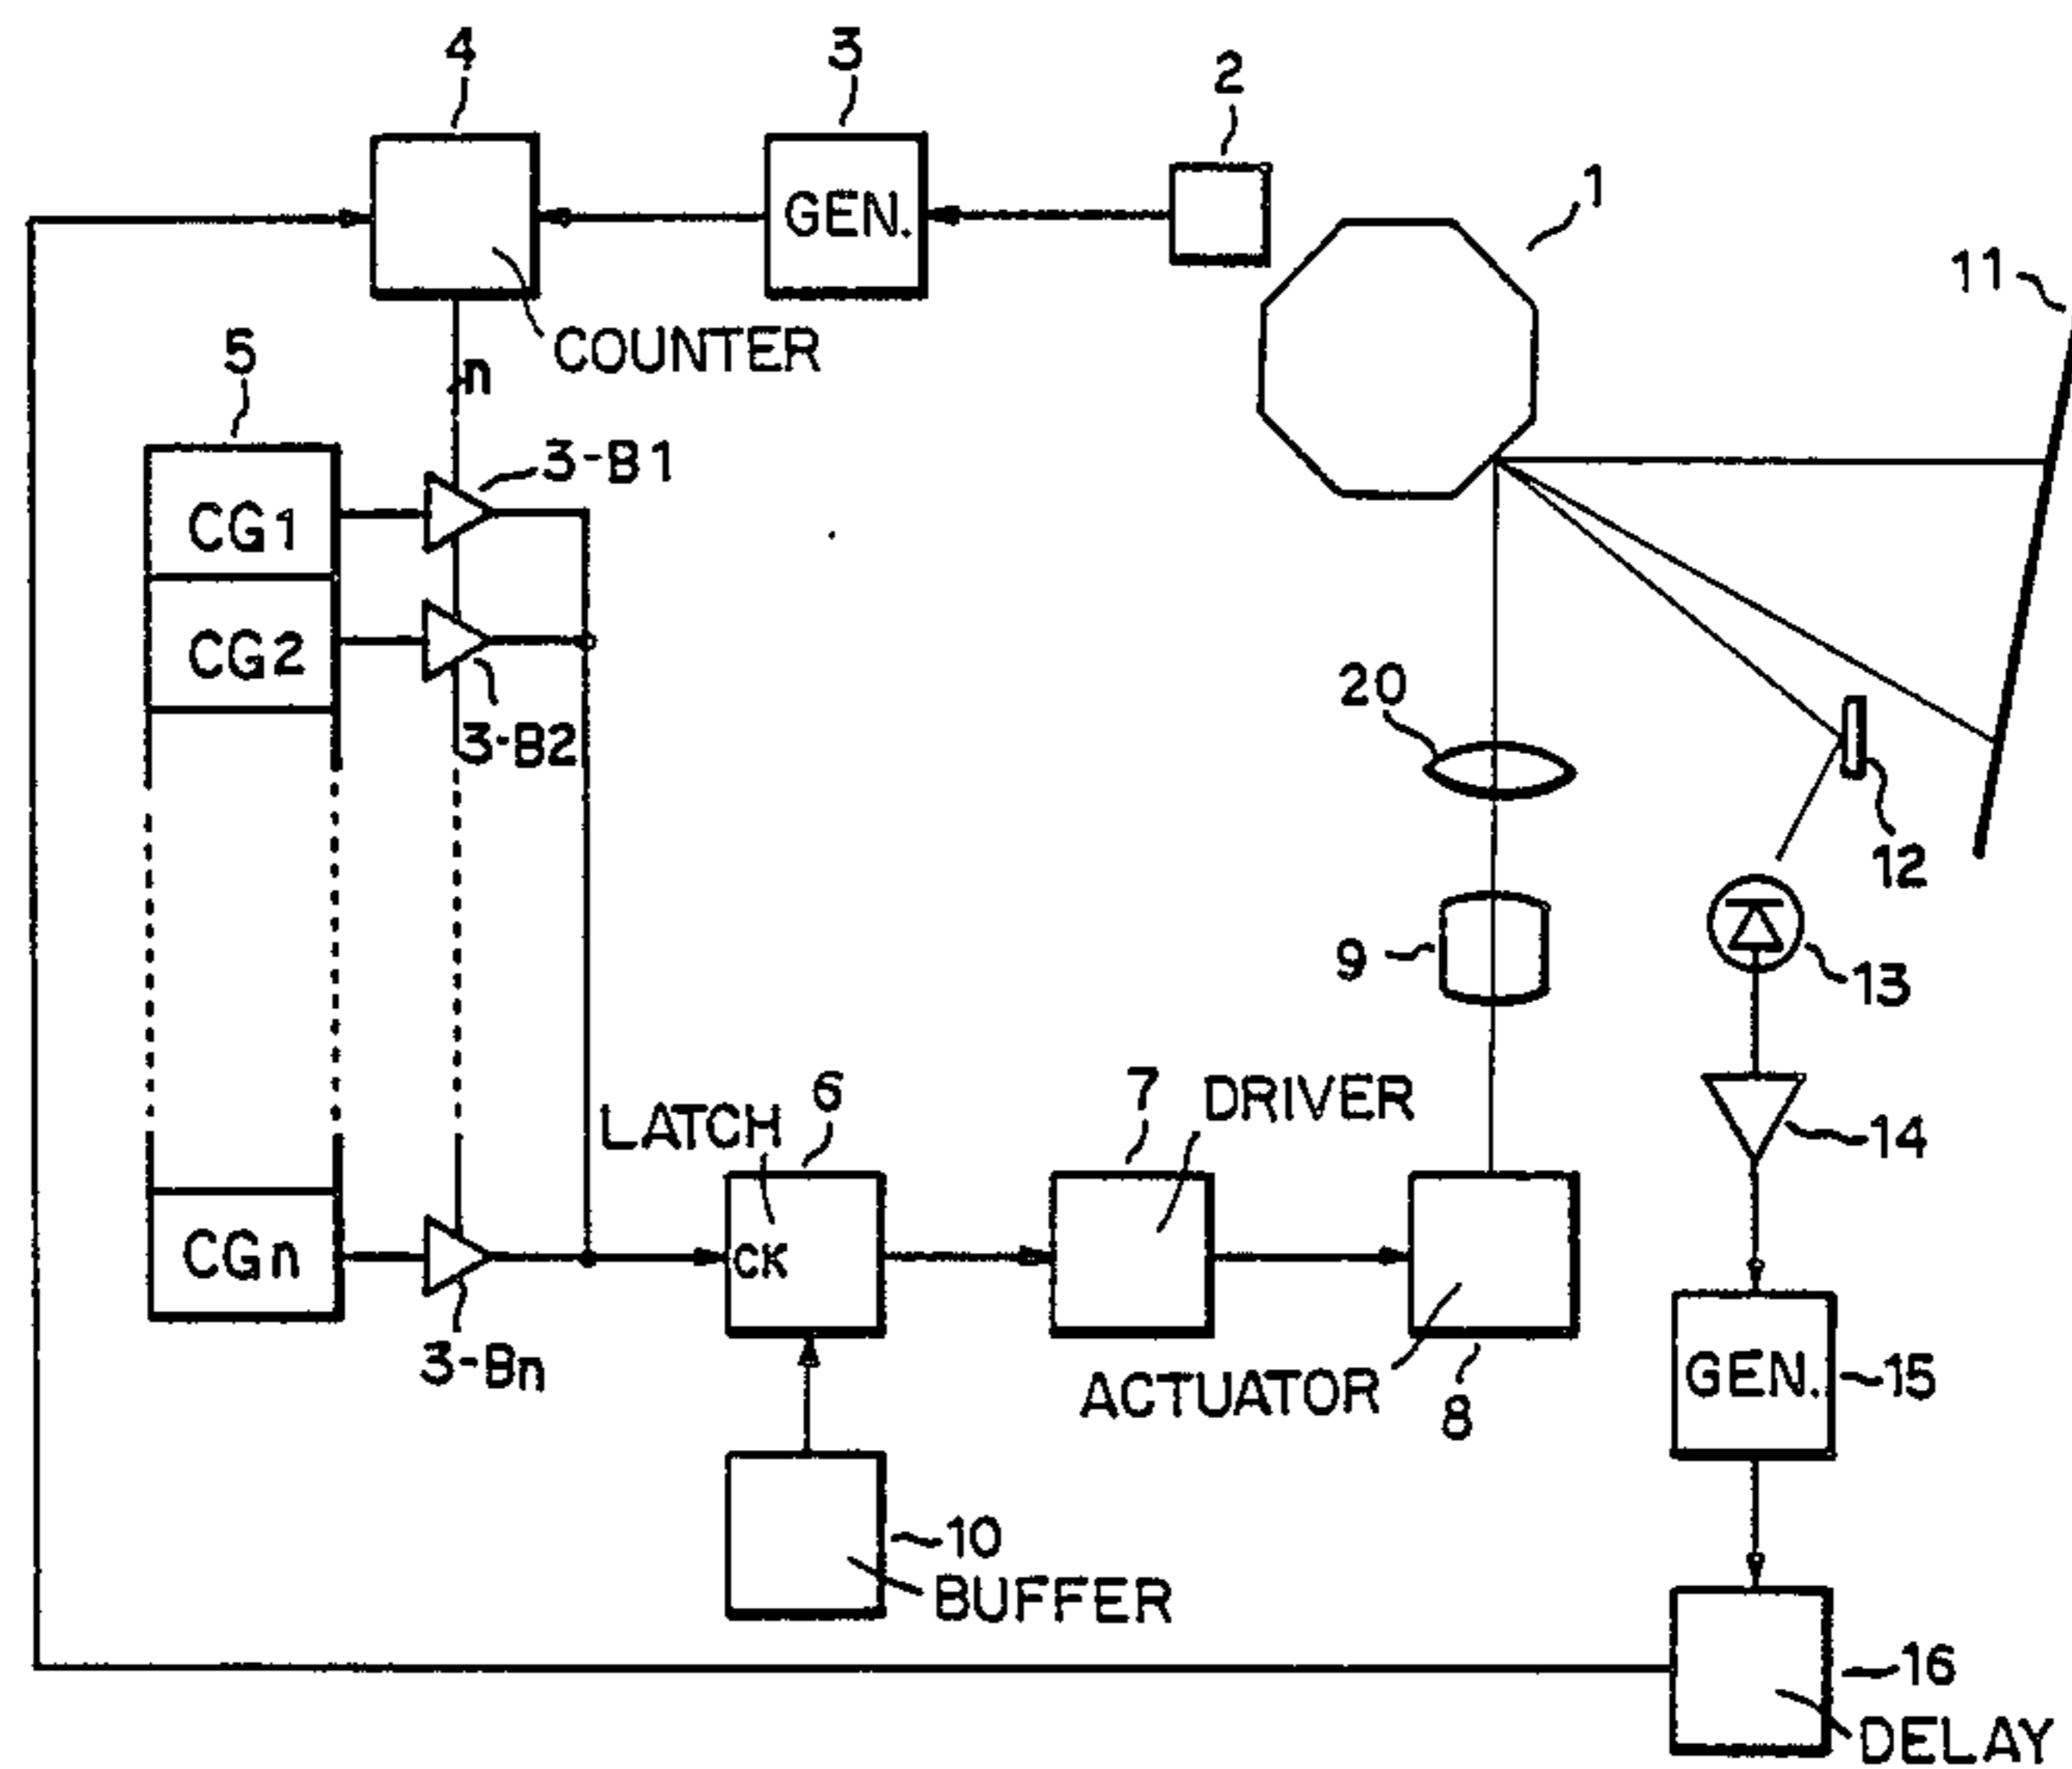 4
3
2
1
GEN.
11
COUNTER
n
5
3-B1
CG1
CG2
3-B2
20
12
9
13
LATCH
6
7
DRIVER
14
CK
CGn
3-Bn
ACTUATOR
8
GEN.
15
10
BUFFER
16
DELAY